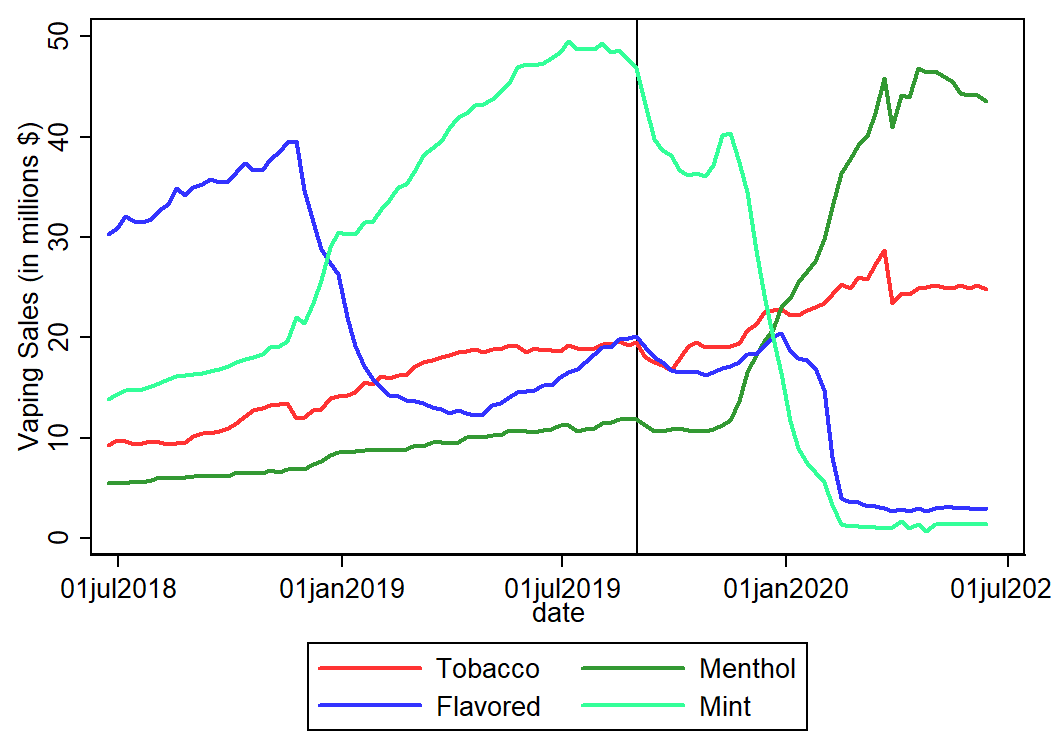 Vaping Sales (in millions $)
50
40
30
20
10
0
01jul2018 01jan2019 01jul2019 01jan2020 01jul202
date
Tobacco Menthol
Flavored Mint